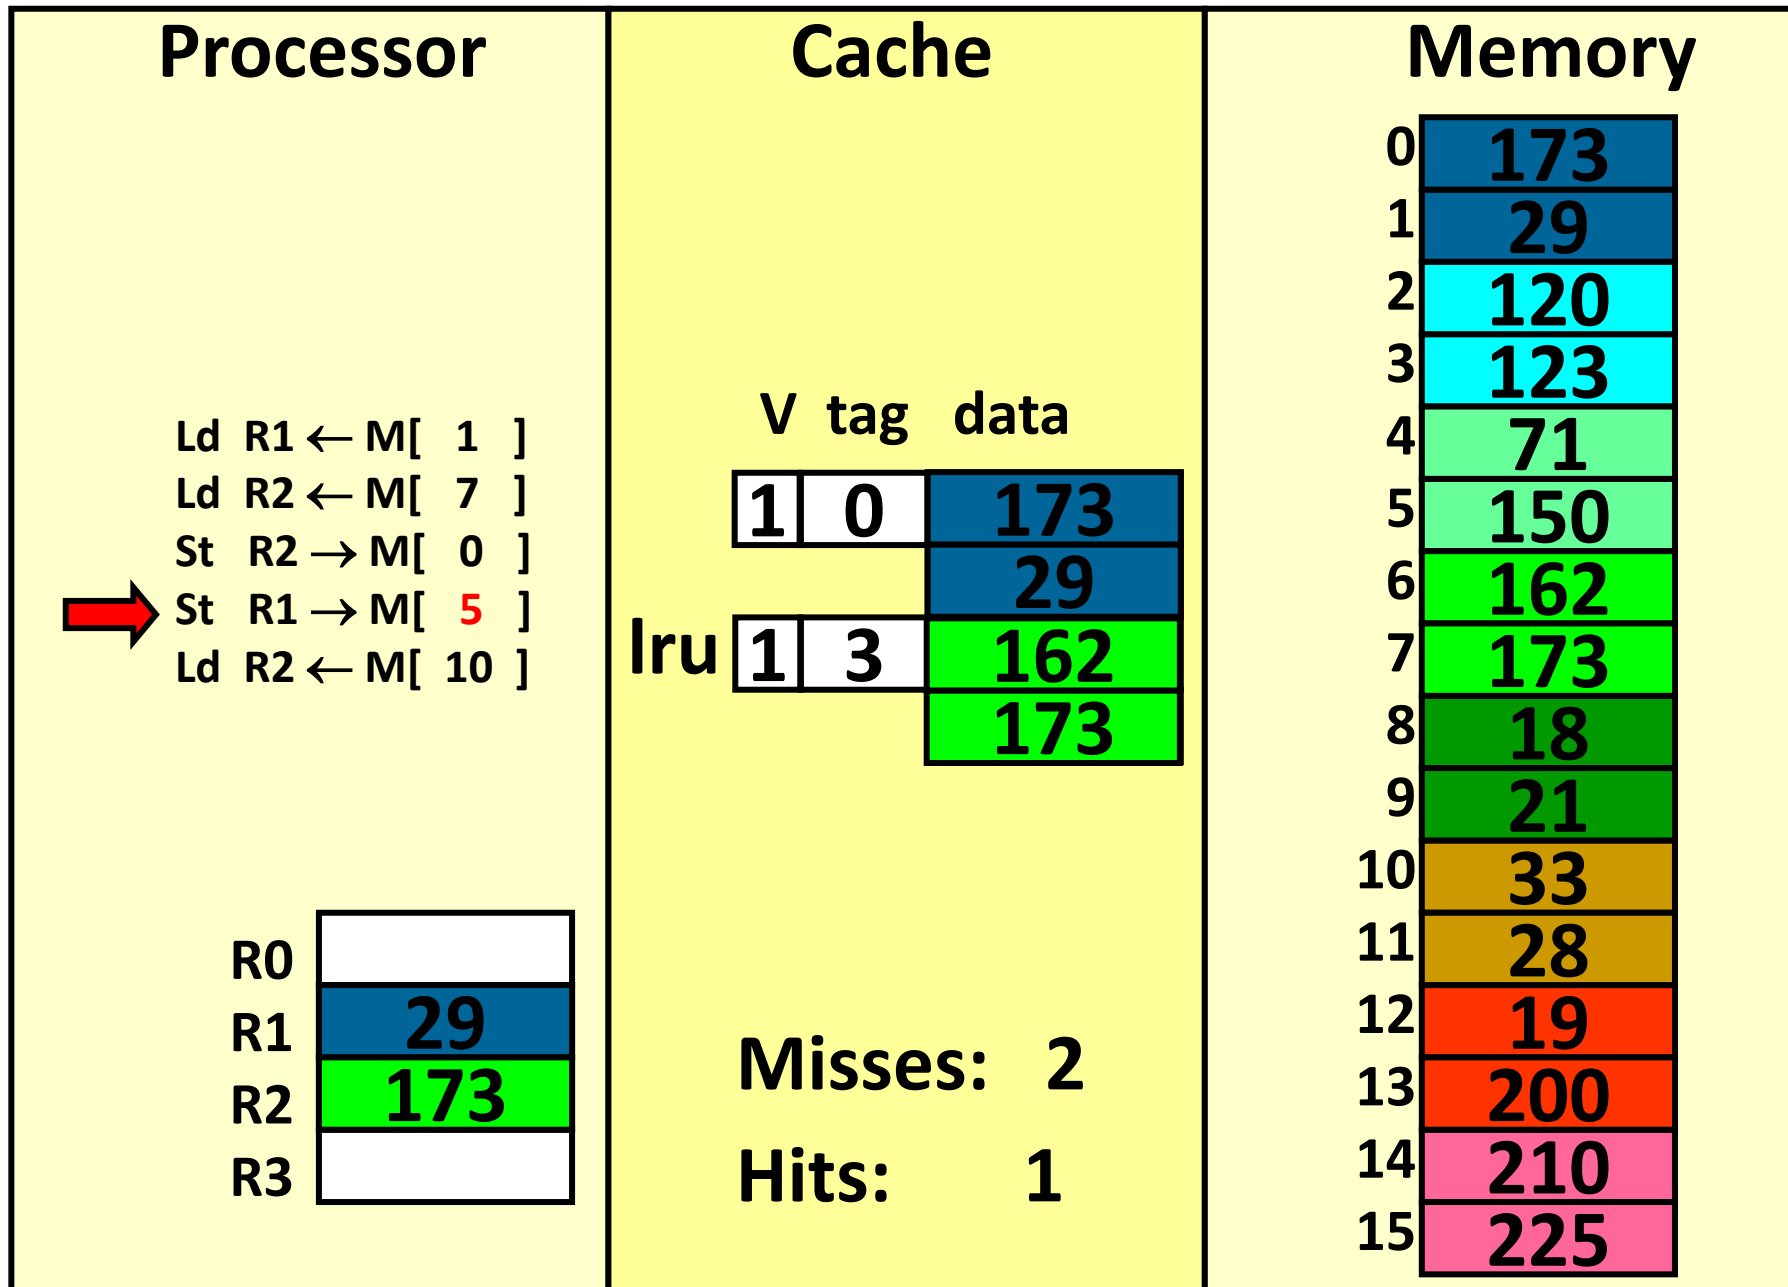 Processor
Ld R1 ← M[ 1 ]
Ld R2 ← M[ 7 ]
St R2 → M[ 0 ]
St R1 → M[ 5 ]
Ld R2 ← M[ 10 ]
R0
R1 29
R2 173
R3
Cache
V tag data
1 0 173
29
lru 1 3 162
173
Misses: 2
Hits: 1
Memory
0 173
1 29
2 120
3 123
4 71
5 150
6 162
7 173
8 18
9 21
10 33
11 28
12 19
13 200
14 210
15 225